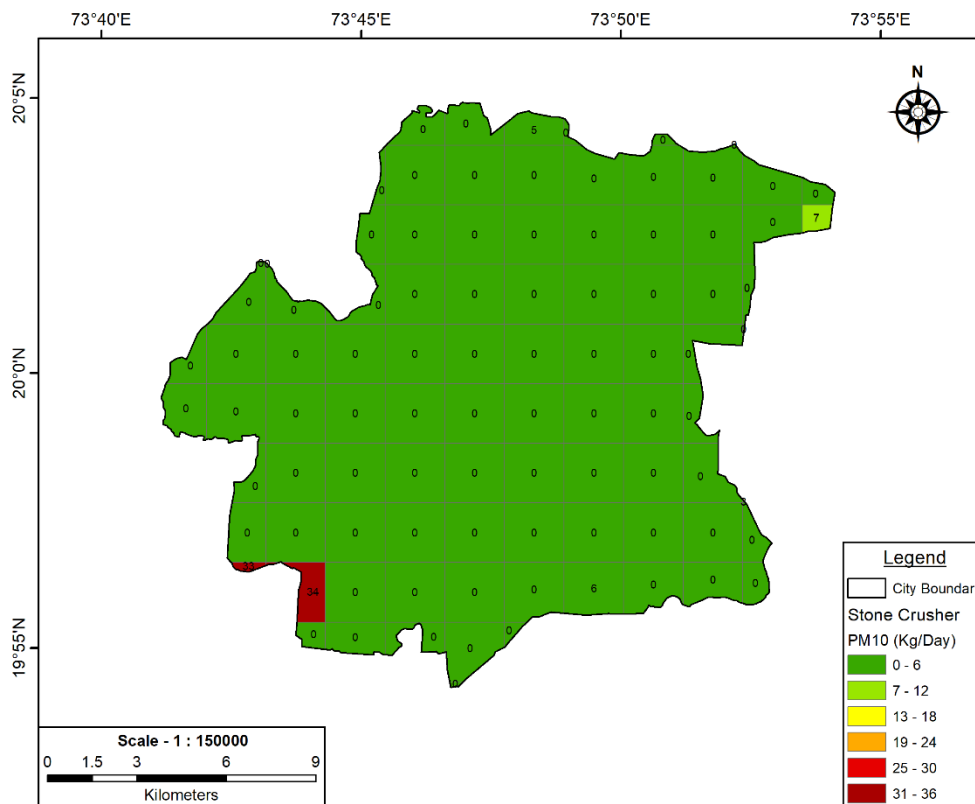 73°40'E 73°45'E 73°50'E 73°55'E
N
20°5'N
0 0 5 0 0 0
0 0 0 0 0 0 0 0 0
0 0 0 0 0 0 0 0 7
0 0
0 0 0 0 0 0 0 0 0 0
0
0 0 0 0 0 0 0 0 0 0
20°0'N
0 0 0 0 0 0 0 0 0 0
0 0 0 0 0 0 0 0 0
3
0 0 0 0 0 0 0 0 0 0
33
34 0 0 0 0 6 0 0 0
0 0 0 0 0
19°55'N
0
Legend
City Boundar
Stone Crusher
PM10 (Kg/Day)
0 - 6
7 - 12
13 - 18
19 - 24
25 - 30
31 - 36
Scale - 1 : 150000
0 1.5 3 6 9
Kilometers